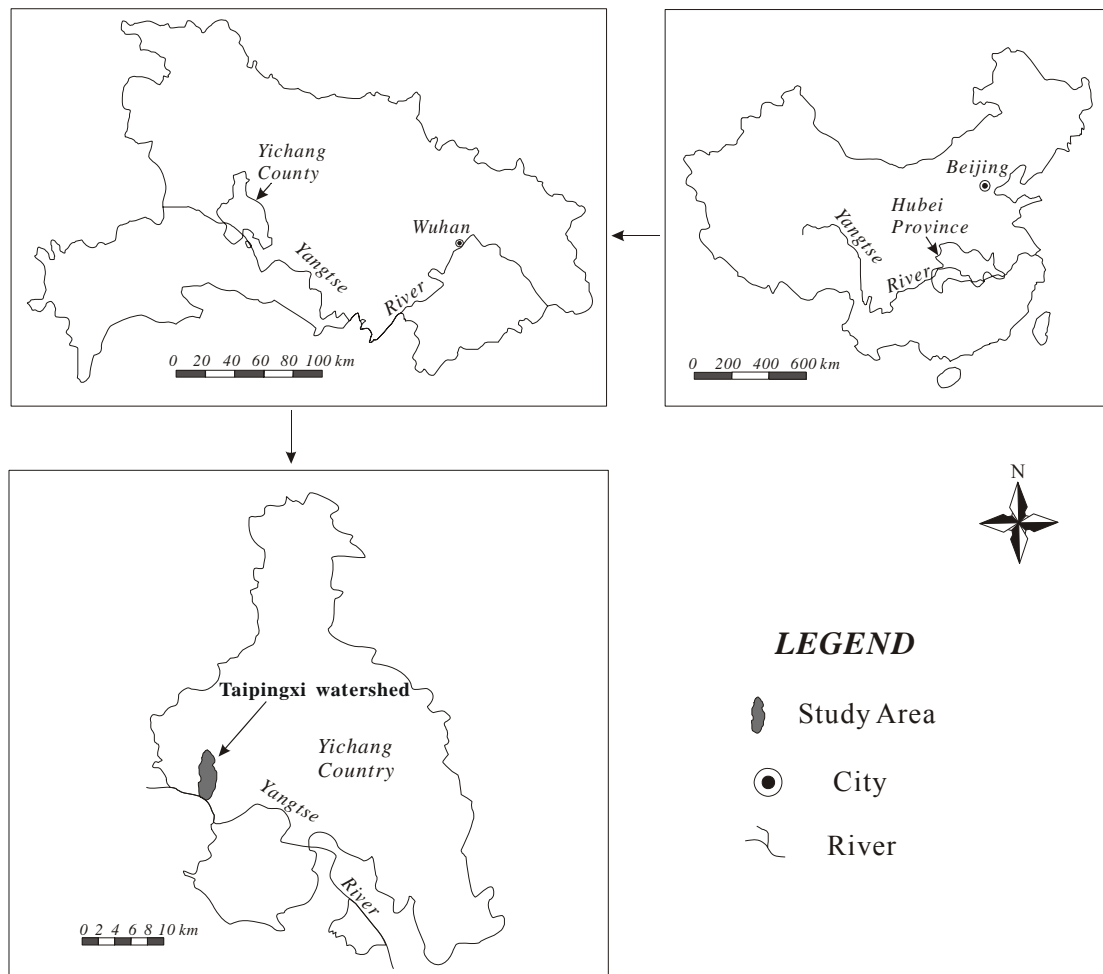 Yichang
County
Wuhan
Yangtse
River
0 20 40 60 80 100 km
Beijing
Hubei
Province
Yangtse
River
0 200 400 600 km
Taipingxi watershed
Yichang
Country
Yangtse
River
0 2 4 6 8 10 km
N
LEGEND
Study Area
City
River